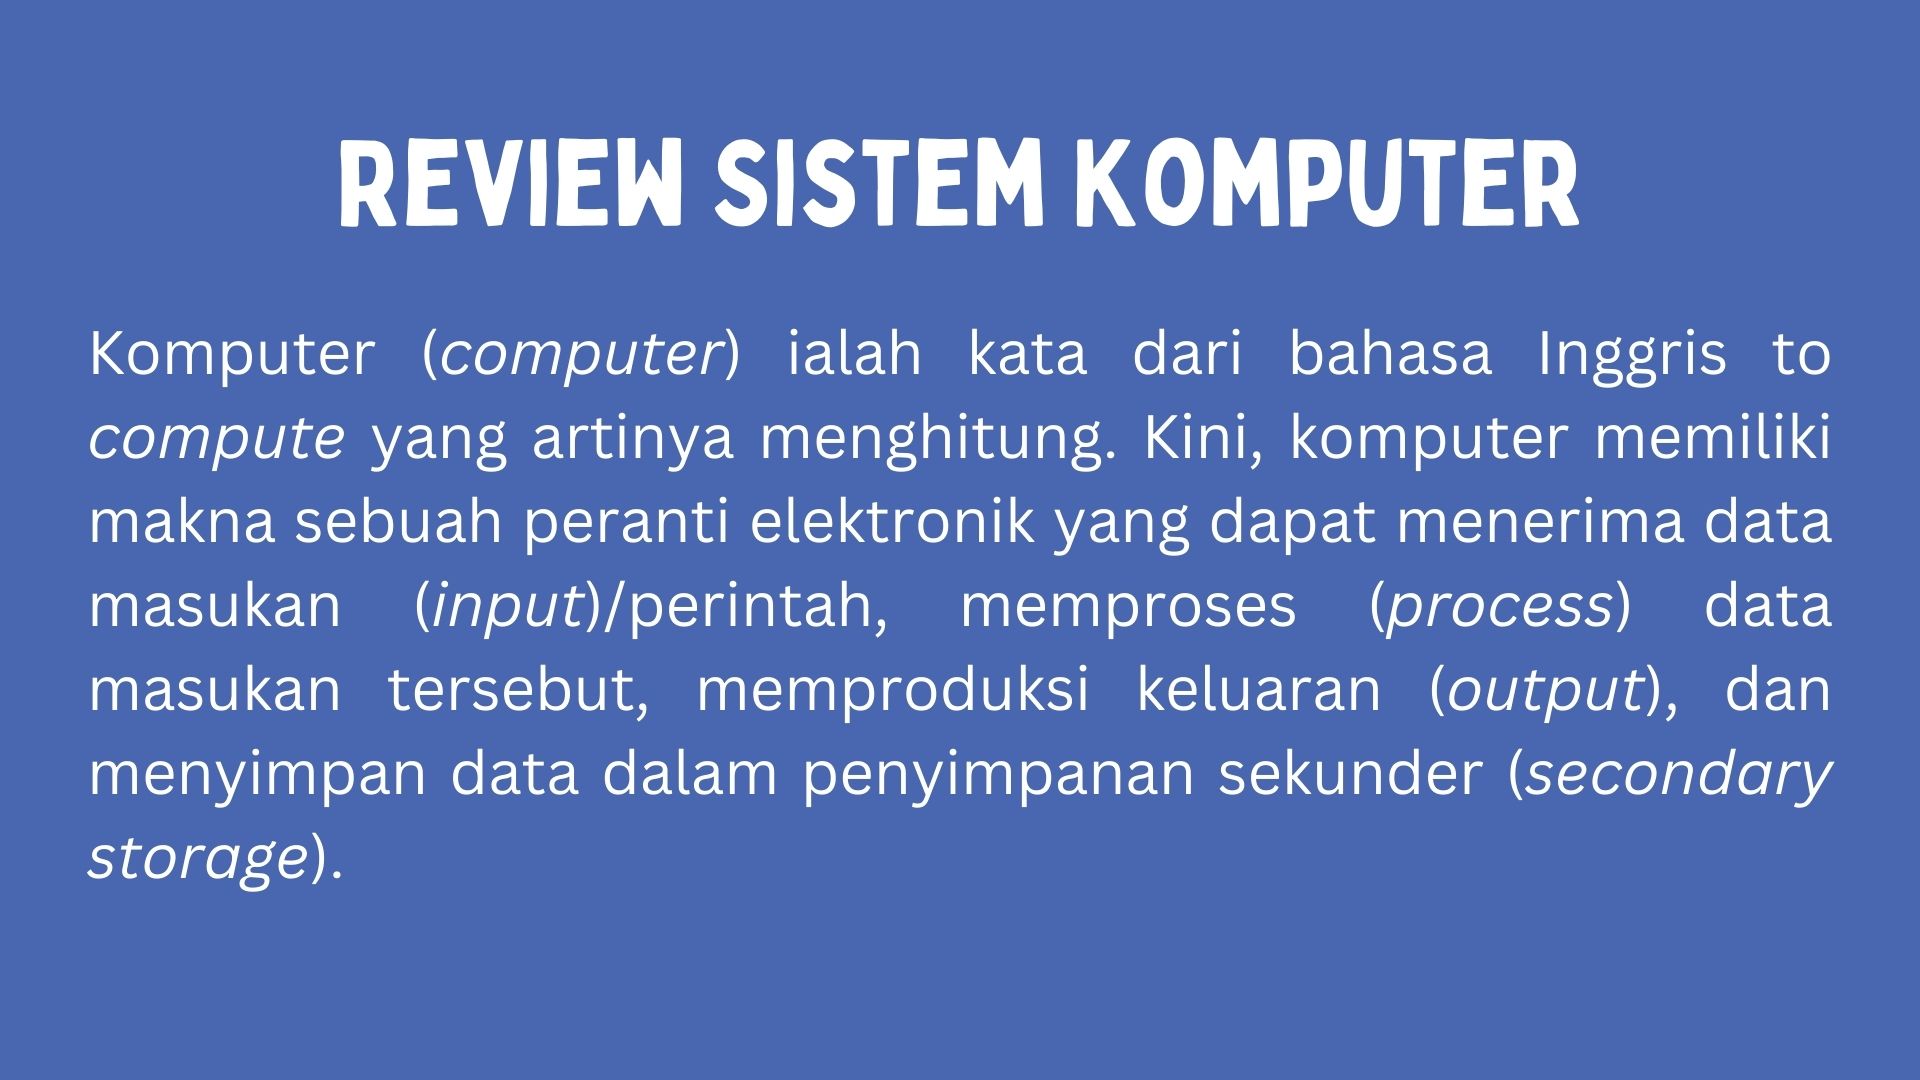 REVIEW SISTEM KOMPUTER
Komputer (computer) ialah kata dari bahasa Inggris to
compute yang artinya menghitung. Kini, komputer memiliki
makna sebuah peranti elektronik yang dapat menerima data
masukan (input)/perintah, memproses (process) data
masukan tersebut, memproduksi keluaran (output), dan
menyimpan data dalam penyimpanan sekunder (secondary
storage).